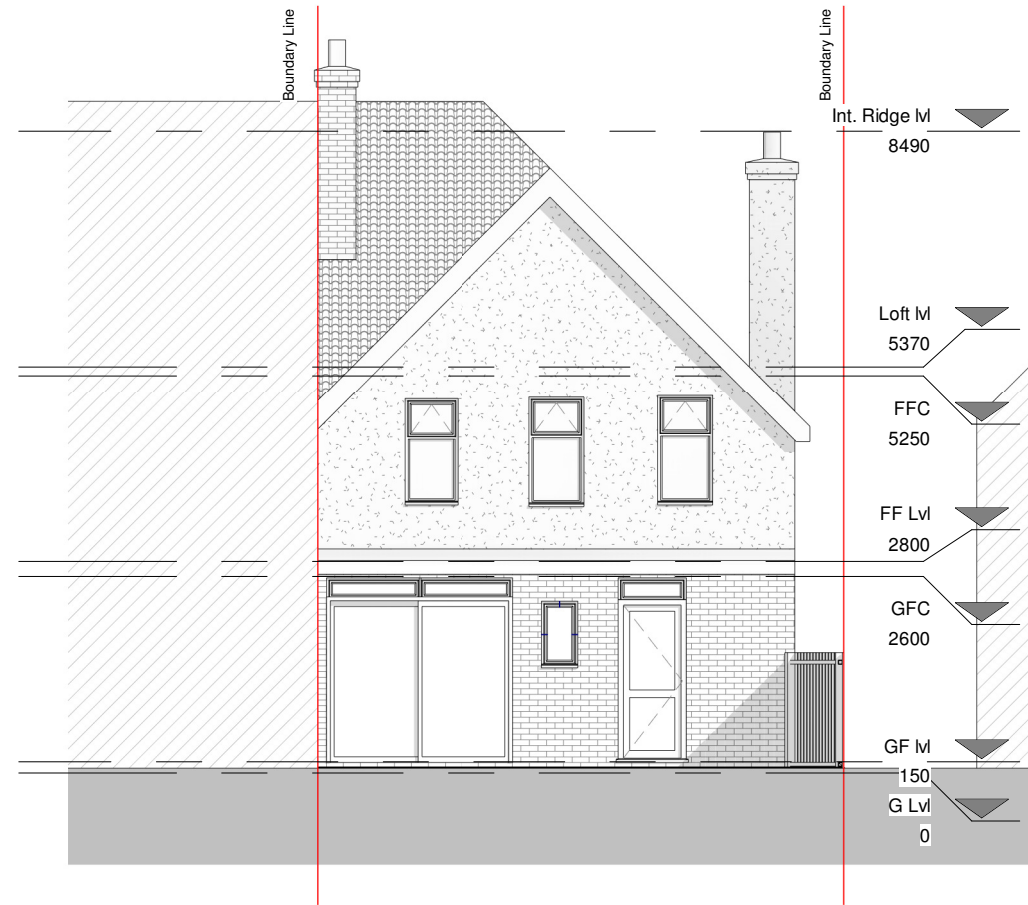 Boundary Line
Boundary Line
Int. Ridge lvl
8490
Loft lvl
5370
FFC
5250
FF Lvl
2800
GFC
2600
GF lvl
150
G Lvl
0